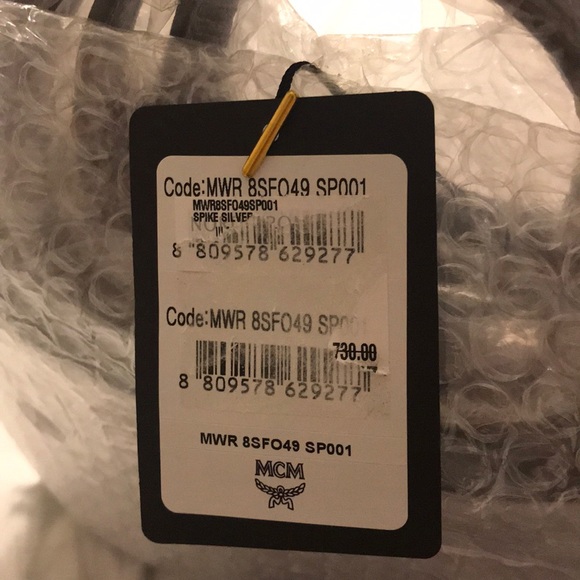 Code:MWR 8SFO49 SP001
MWR8SFO49SP001
SPIKE SILVER
8 809578 629277
Code:MWR 8SFO49 SP001
730.00
8 809578 629277
MWR 8SFO49 SP001
MCM